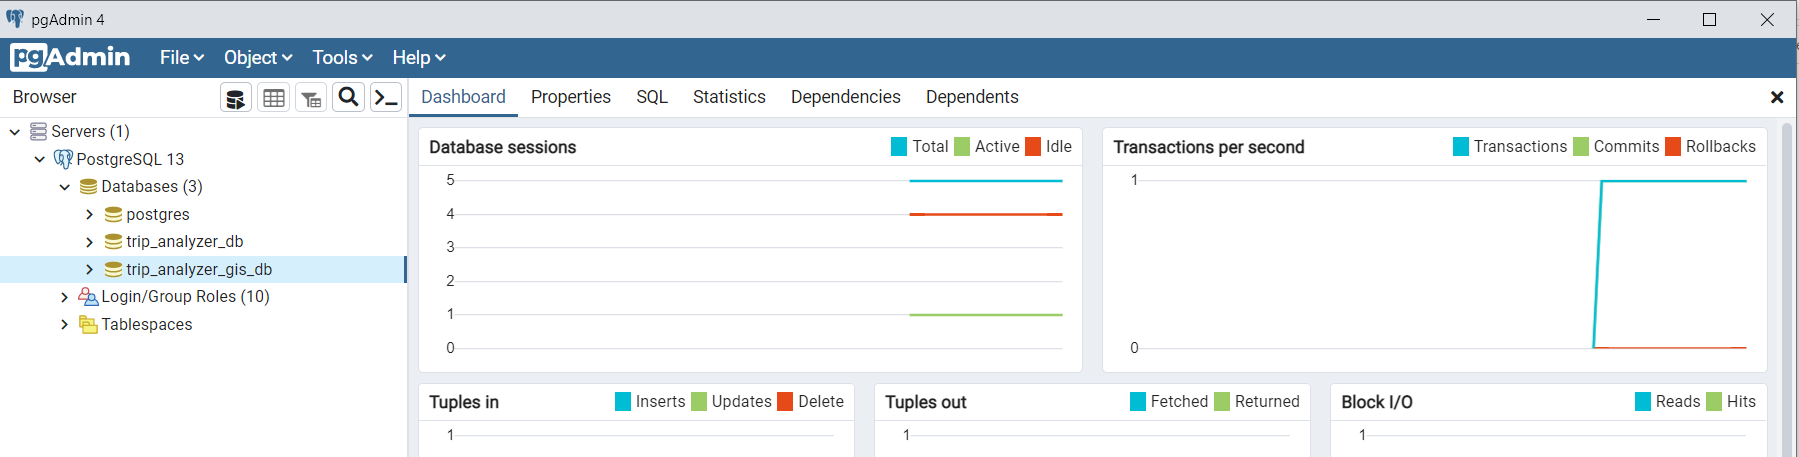 pgAdmin 4
pgAdmin File Object Tools Help
Browser
Dashboard Properties SQL Statistics Dependencies Dependents
Servers (1)
PostgreSQL 13
Databases (3)
postgres
trip_analyzer_db
trip_analyzer_gis_db
Login/Group Roles (10)
Tablespaces
Database sessions Total Active Idle
5
4
3
2
1
0
Transactions per second Transactions Commits Rollbacks
1
0
Tuples in Inserts Updates Delete
1
Tuples out Fetched Returned
1
Block I/O Reads Hits
1